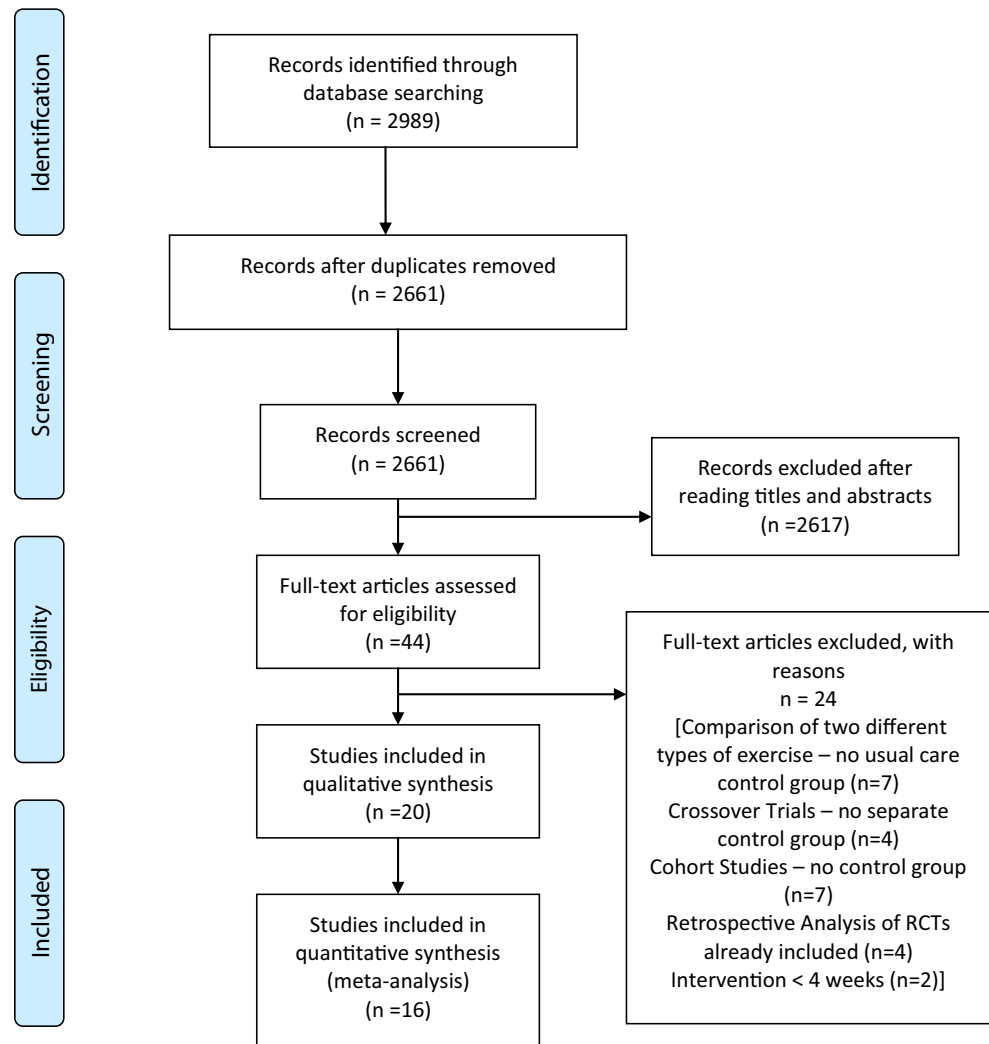 Identification
Records identified through
database searching
(n = 2989)
Records after duplicates removed
(n = 2661)
Screening
Records screened
(n = 2661)
Records excluded after
reading titles and abstracts
(n =2617)
Eligibility
Full-text articles assessed
for eligibility
(n =44)
Full-text articles excluded, with
reasons
n = 24
[Comparison of two different
types of exercise – no usual care
control group (n=7)
Crossover Trials – no separate
control group (n=4)
Cohort Studies – no control group
(n=7)
Retrospective Analysis of RCTs
already included (n=4)
Intervention < 4 weeks (n=2)]
Studies included in
qualitative synthesis
(n =20)
Included
Studies included in
quantitative synthesis
(meta-analysis)
(n =16)